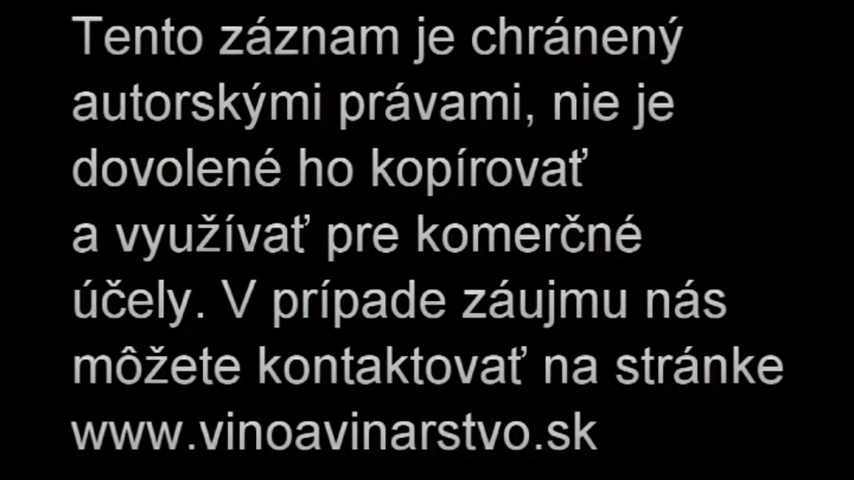 Tento záznam je chránený
autorskými právami, nie je
dovolené ho kopírovať
a využívať pre komerčné
účely. V prípade záujmu nás
môžete kontaktovať na stránke
www.vinoavinarstvo.sk